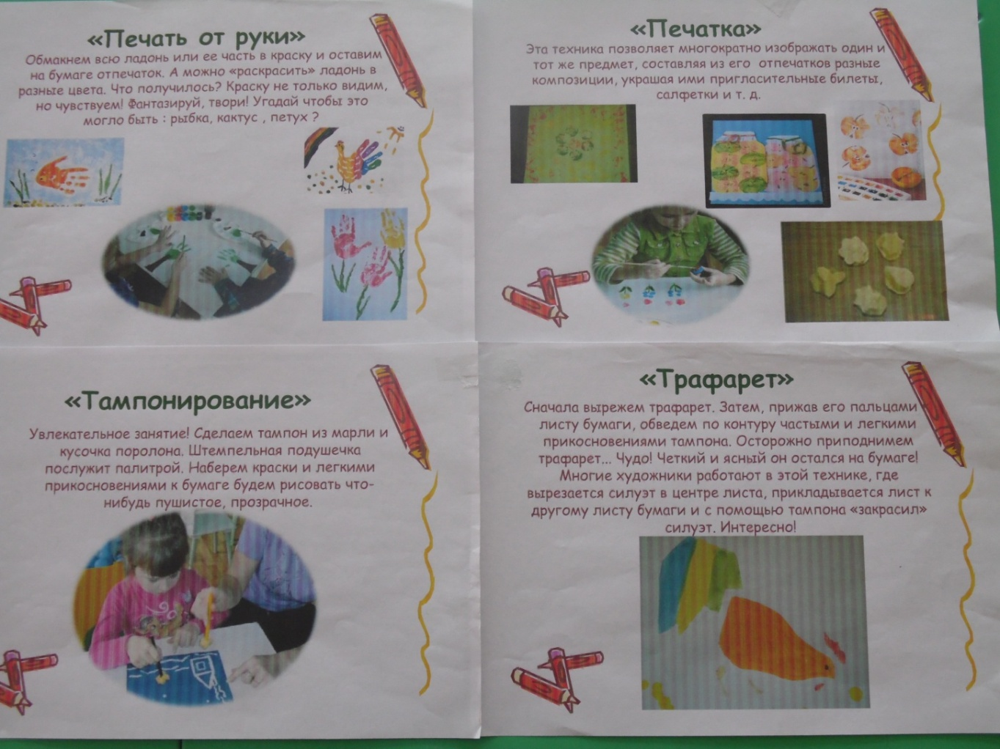 «Печать от руки»
Обмакнем всю ладонь или ее часть в краску и оставим
на бумаге отпечаток. А можно «раскрасить» ладонь в
разные цвета. Что получилось? Краску не только видим,
но чувствуем! Фантазируй, твори! Угадай чтобы это
могло быть : рыбка, кактус , петух ?
«Печатка»
Эта техника позволяет многократно изображать один и
тот же предмет, составляя из его отпечатков разные
композиции, украшая ими пригласительные билеты,
салфетки и т. д.
«Тампонирование»
Увлекательное занятие! Сделаем тампон из марли и
кусочка поролона. Штемпельная подушечка
послужит палитрой. Наберем краски и легкими
прикосновениями к бумаге будем рисовать что-
нибудь пушистое, прозрачное.
«Трафарет»
Сначала вырежем трафарет. Затем, прижав его пальцами
листу бумаги, обведем по контуру частыми и легкими
прикосновениями тампона. Осторожно приподнимем
трафарет... Чудо! Четкий и ясный он остался на бумаге!
Многие художники работают в этой технике, где
вырезается силуэт в центре листа, прикладывается лист к
другому листу бумаги и с помощью тампона «закрасил»
силуэт. Интересно!